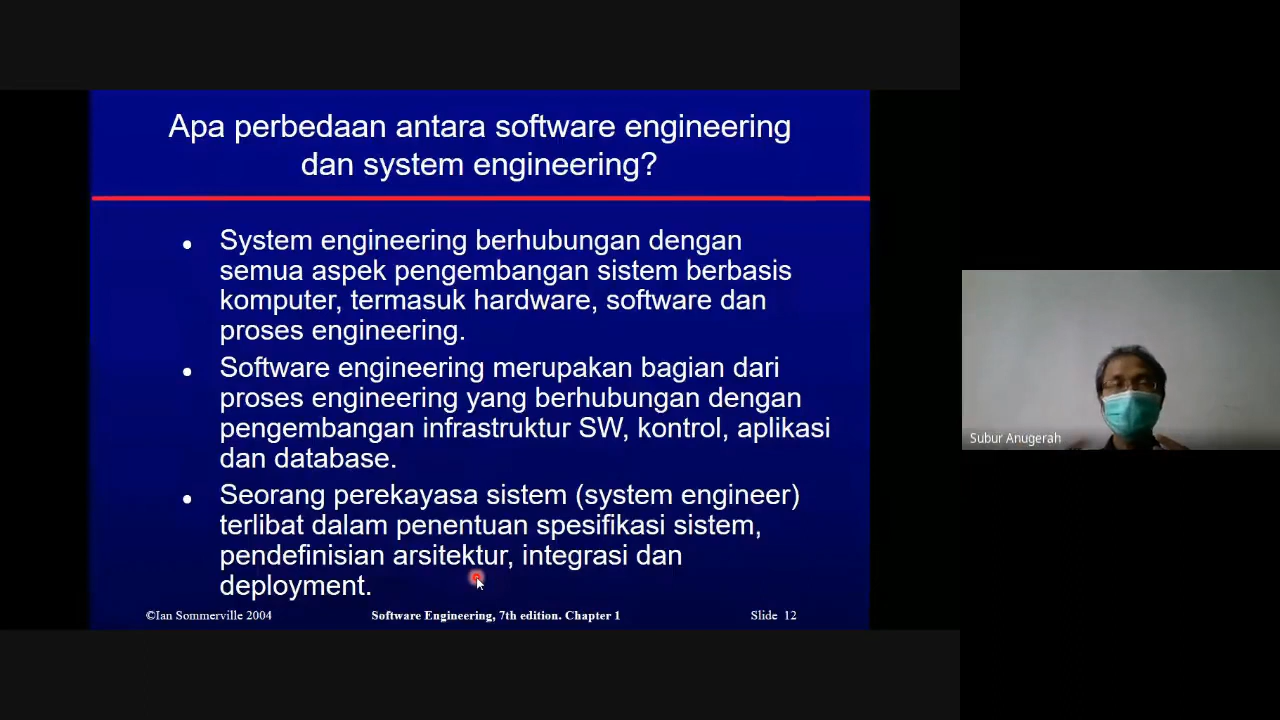 Apa perbedaan antara software engineering
dan system engineering?
• System engineering berhubungan dengan
semua aspek pengembangan sistem berbasis
komputer, termasuk hardware, software dan
proses engineering.
• Software engineering merupakan bagian dari
proses engineering yang berhubungan dengan
pengembangan infrastruktur SW, kontrol, aplikasi
dan database.
• Seorang perekayasa sistem (system engineer)
terlibat dalam penentuan spesifikasi sistem,
pendefinisian arsitektur, integrasi dan
deployment.
©Ian Sommerville 2004 Software Engineering, 7th edition. Chapter 1 Slide 12
Subur Anugerah